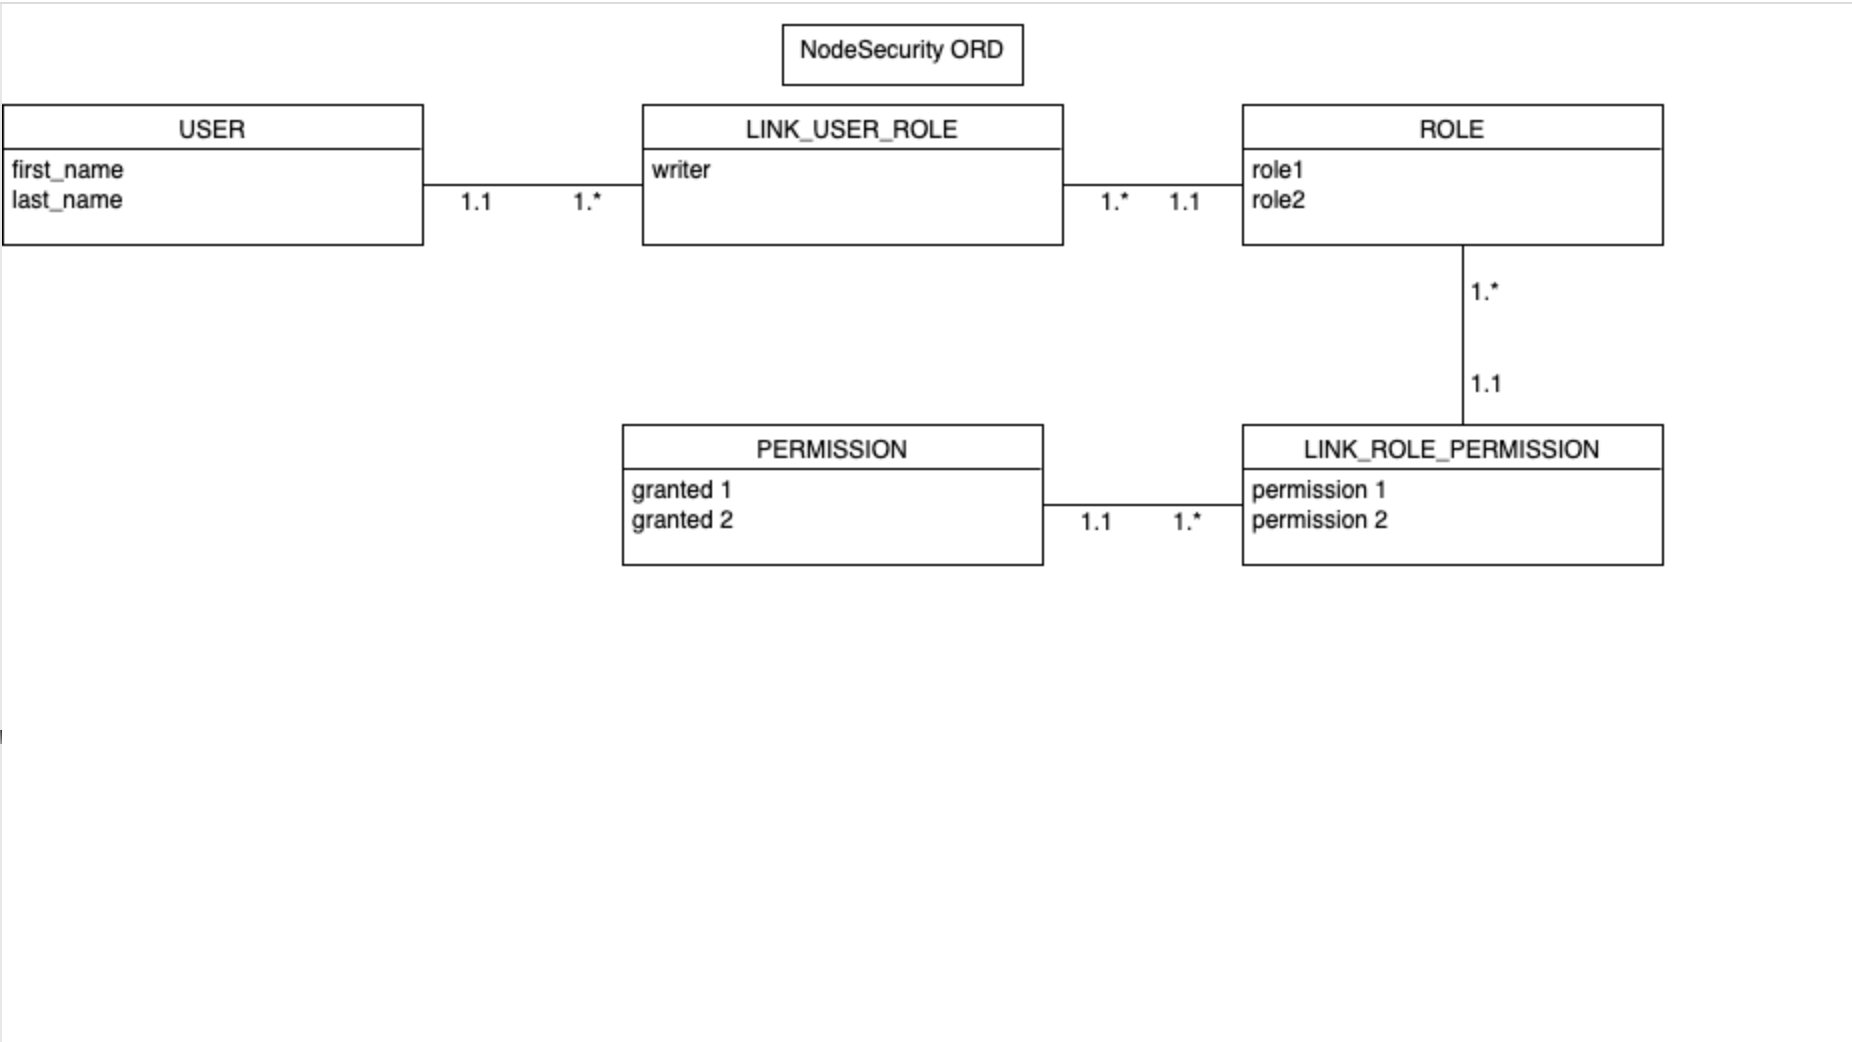 NodeSecurity ORD
USER
first_name
last_name
1.1
1.*
LINK_USER_ROLE
writer
1.*
1.1
ROLE
role1
role2
1.*
1.1
PERMISSION
granted 1
granted 2
1.1
1.*
LINK_ROLE_PERMISSION
permission 1
permission 2